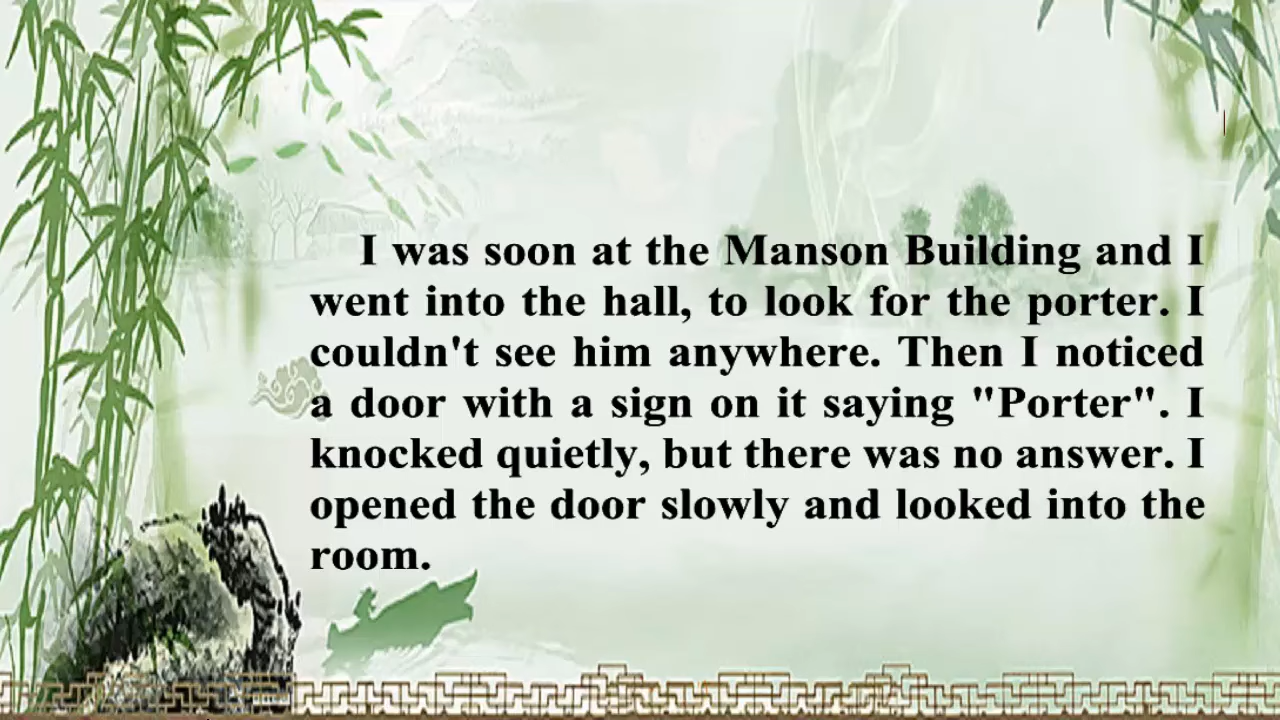 I was soon at the Manson Building and I
went into the hall, to look for the porter. I
couldn't see him anywhere. Then I noticed
a door with a sign on it saying "Porter". I
knocked quietly, but there was no answer. I
opened the door slowly and looked into the
room.